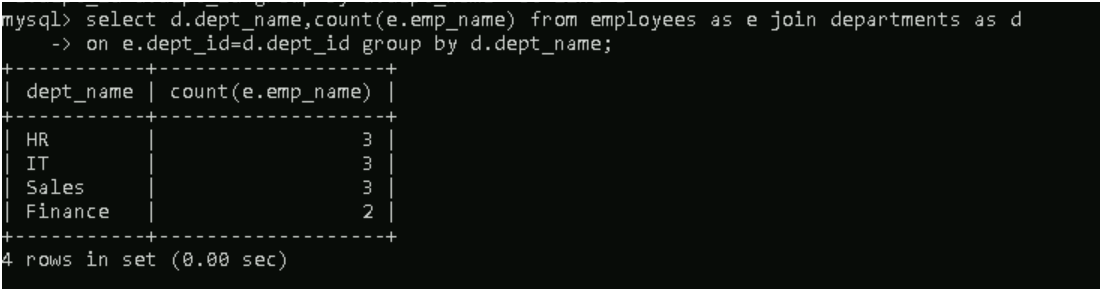 mysql> select d.dept_name,count(e.emp_name) from employees as e join departments as d
    -> on e.dept_id=d.dept_id group by d.dept_name;
+-----------+-------------------+
| dept_name | count(e.emp_name) |
+-----------+-------------------+
| HR        |                 3 |
| IT        |                 3 |
| Sales     |                 3 |
| Finance   |                 2 |
+-----------+-------------------+
4 rows in set (0.00 sec)